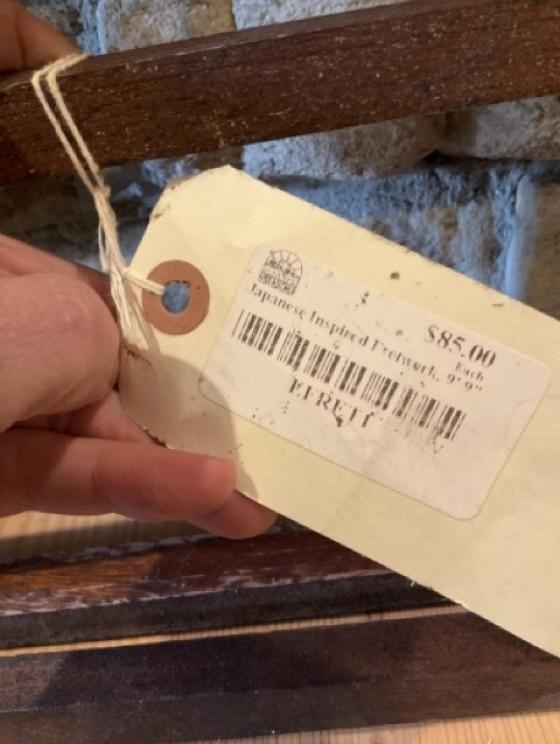 $85.00
Each
Japanese Inspired Fretwork, 9' 9"